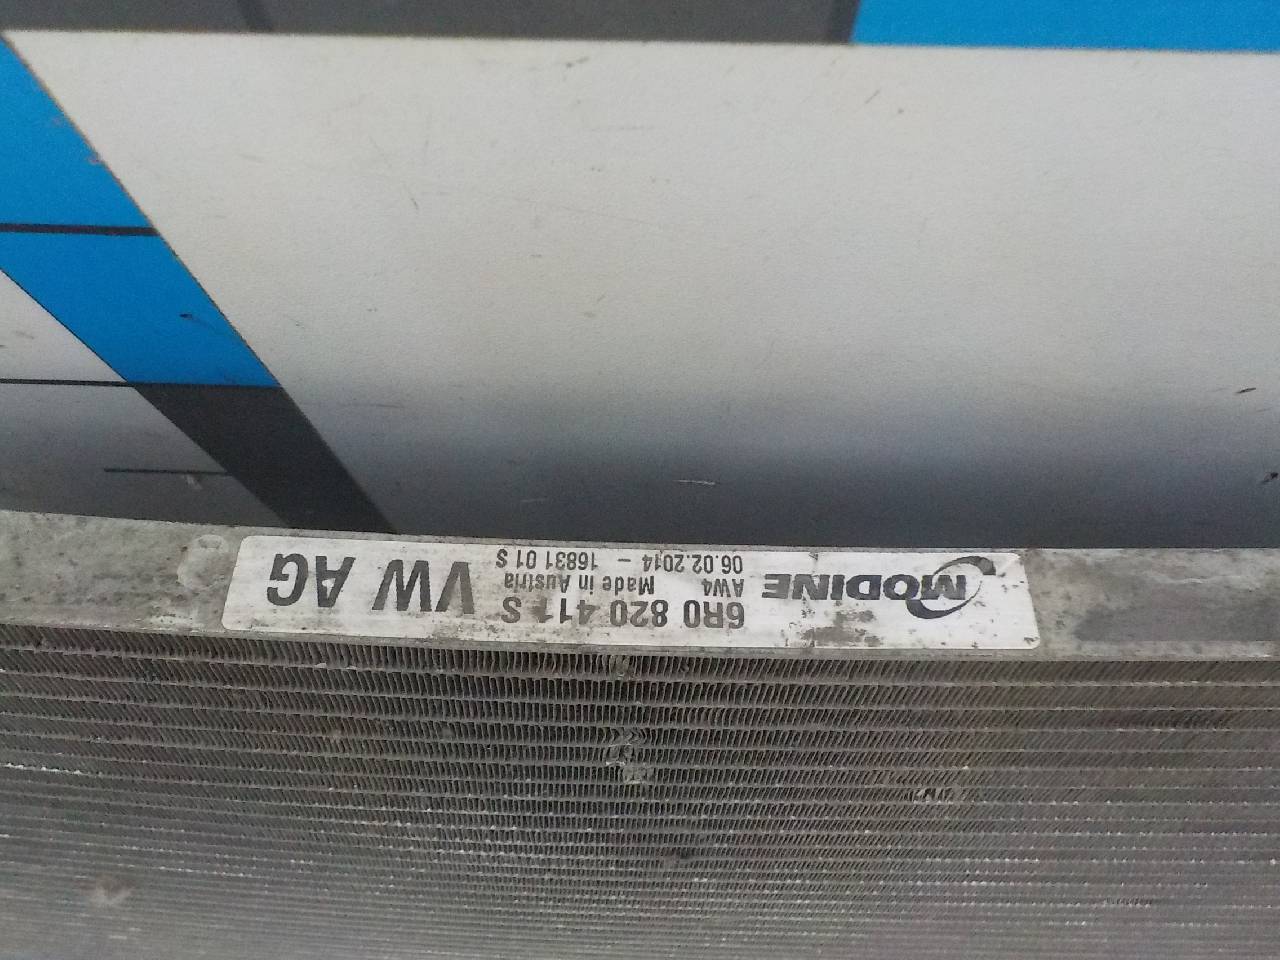 MODINE
6R0 820 411 S
AW4 Made in Austria
06.02.2014 - 16831 01 S
VW AG